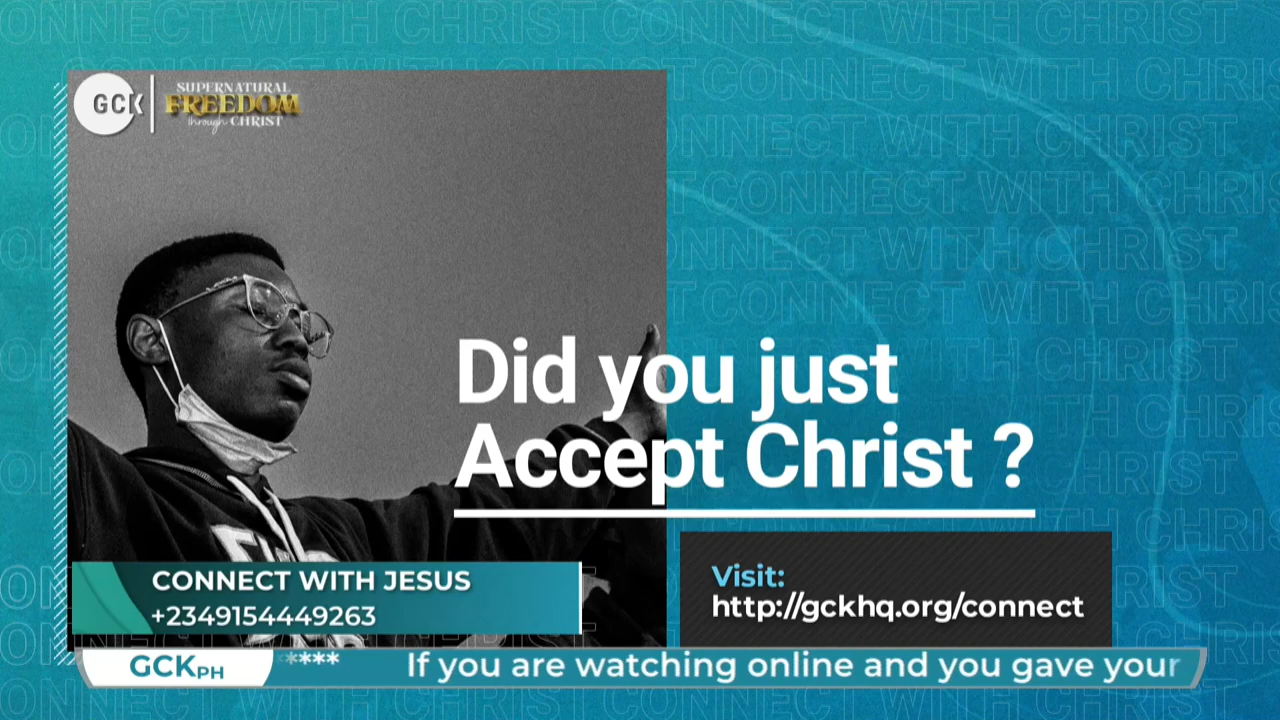 GCK
SUPERNATURAL
FREEDOM
through CHRIST
CONNECT WITH CHRIST
Did you just
Accept Christ ?
CONNECT WITH JESUS
+2349154449263
Visit:
http://gckhq.org/connect
GCKPH
**** If you are watching online and you gave your